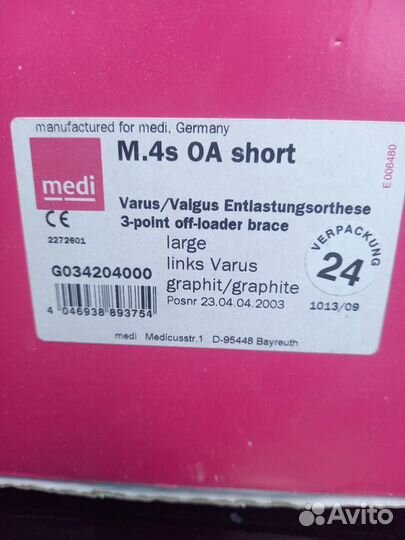 manufactured for medi, Germany
M.4s OA short
medi
Varus/Valgus Entlastungsorthese
3-point off-loader brace
CE
2272601
large
links Varus
graphit/graphite
Posnr 23.04.04.2003
G034204000
4 046938 893754
VERPACKUNG
24
1013/09
E 006480
medi Medicusstr.1 D-95448 Bayreuth
Avito